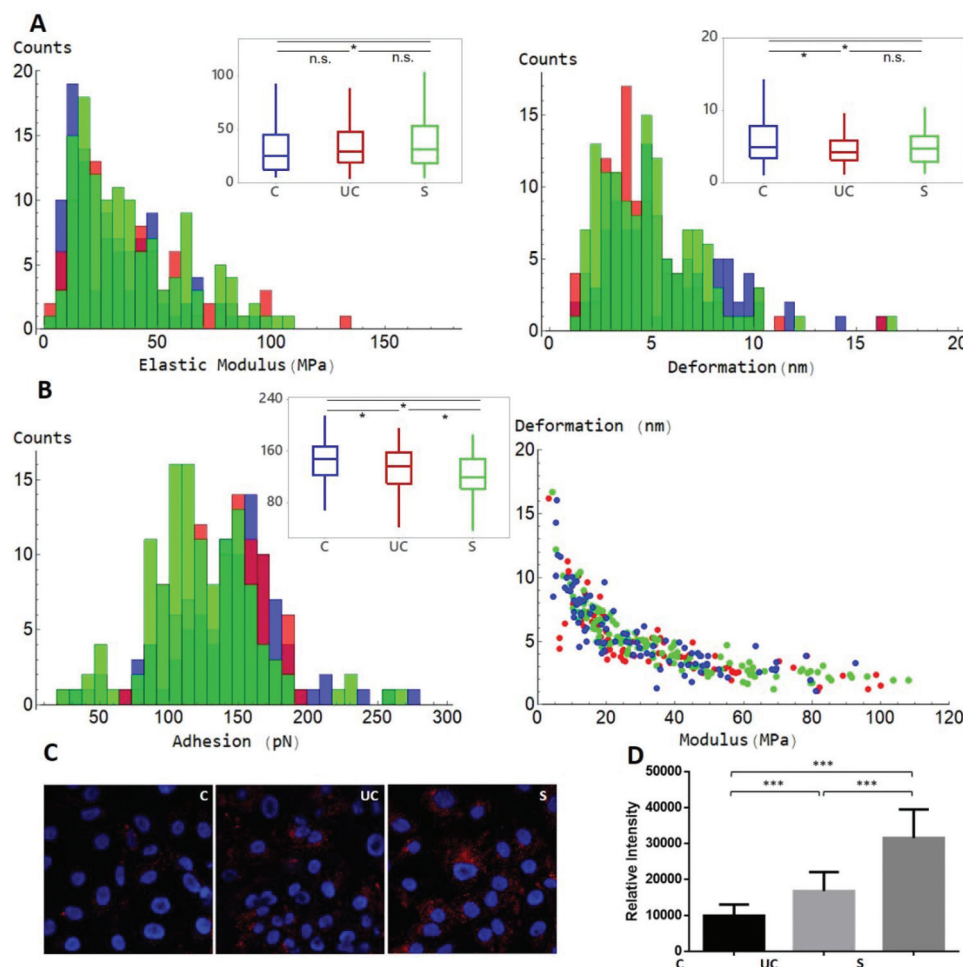 A
Counts
20
15
10
5
0
0 50 100 150
Elastic Modulus(MPa)
100
50
0
*
n.s. n.s.
C UC S
Counts
15
10
5
0
0 5 10 15 20
Deformation(nm)
20
10
0
*
* n.s.
C UC S
B
Counts
15
10
5
0
50 100 150 200 250 300
Adhesion (pN)
240
160
80
*
* *
C UC S
Deformation (nm)
20
15
10
5
0
0 20 40 60 80 100 120
Modulus(MPa)
C
C
UC
S
D
Relative Intensity
50000
40000
30000
20000
10000
0
***
*** ***
C UC S